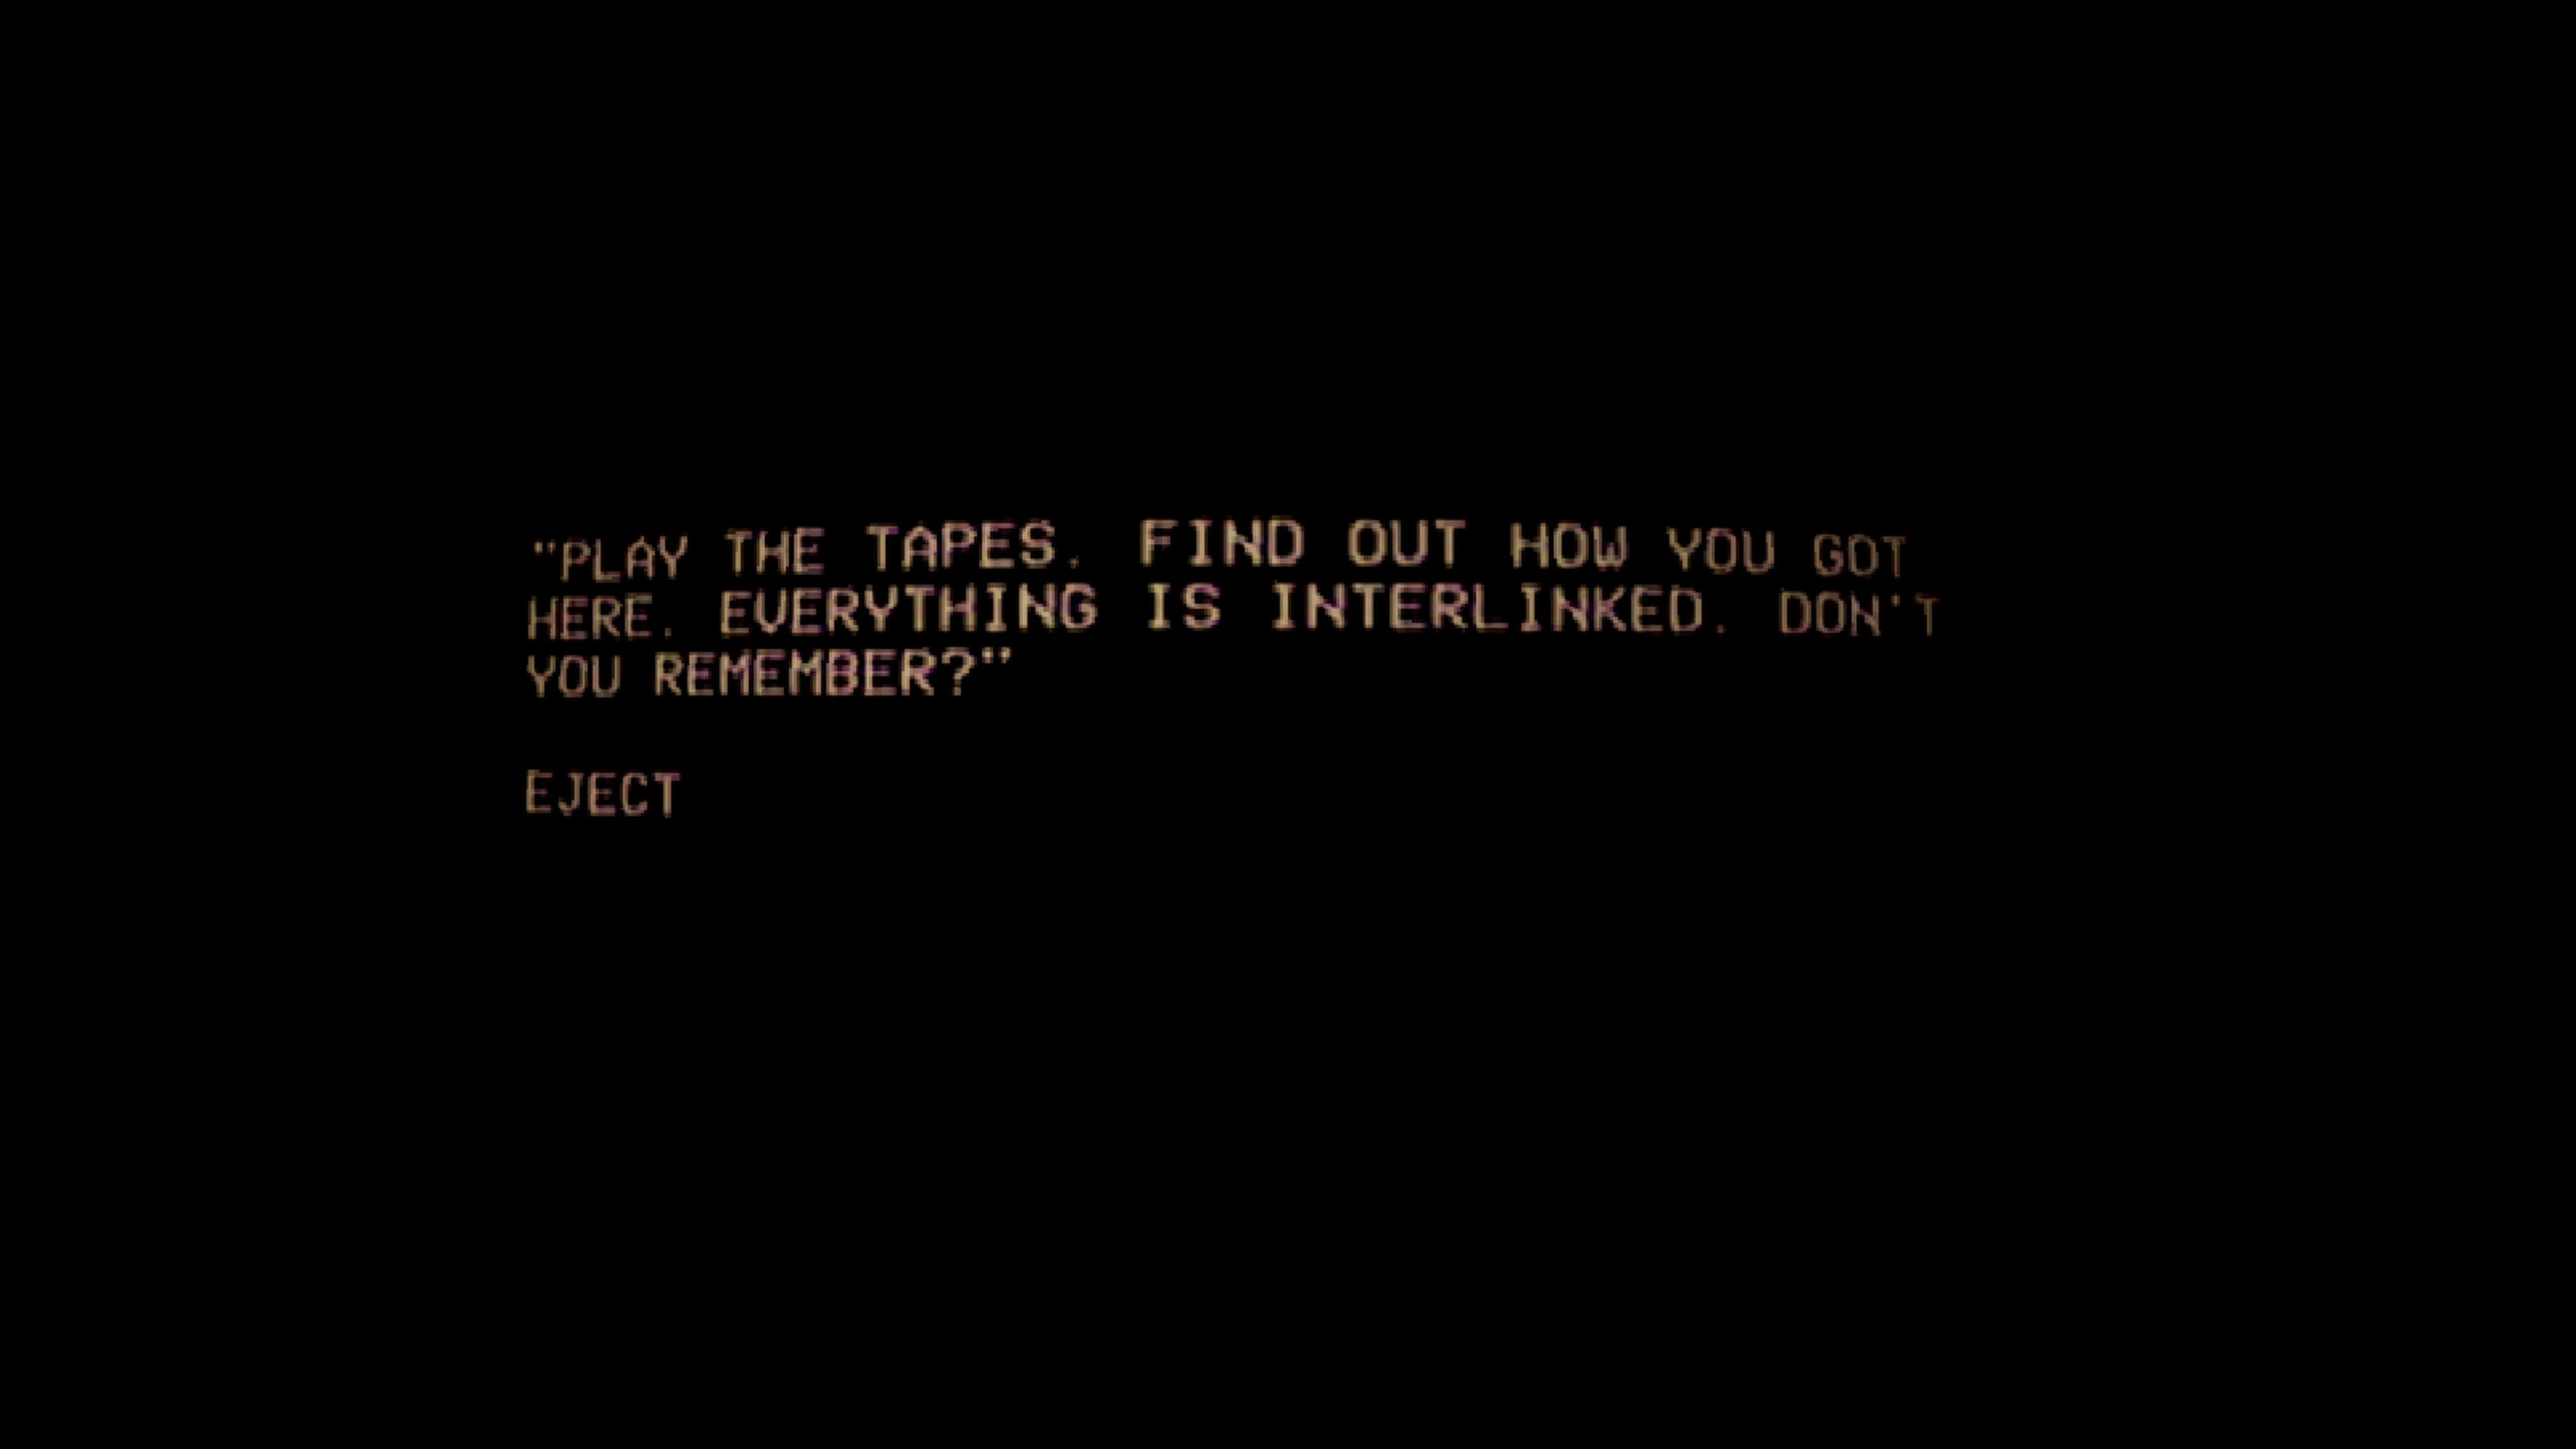 "PLAY THE TAPES. FIND OUT HOW YOU GOT
HERE. EVERYTHING IS INTERLINKED. DON'T
YOU REMEMBER?"
EJECT